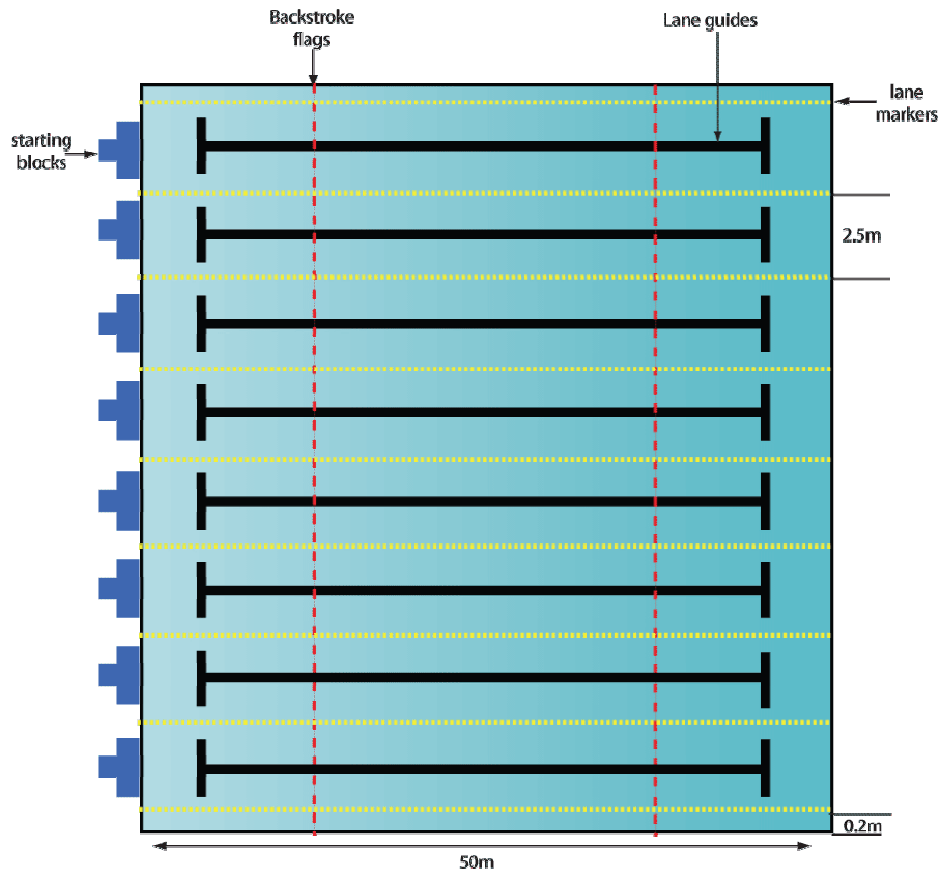 Backstroke
flags
Lane guides
lane
markers
starting
blocks
2.5m
0.2m
50m